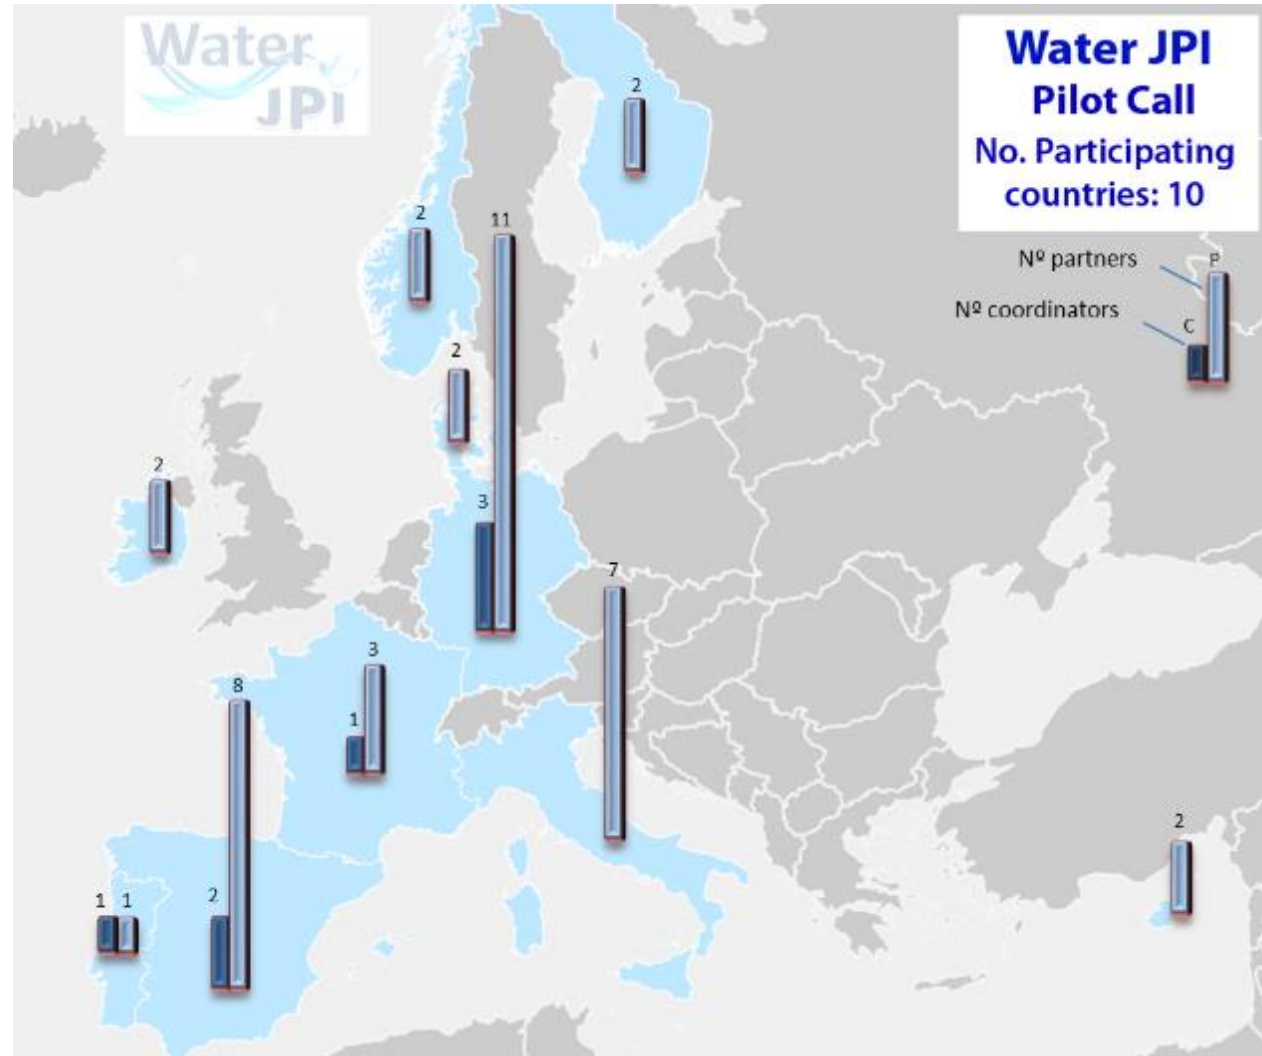 Water
JPI
Water JPI
Pilot Call
No. Participating
countries: 10
2
2
11
Nº partners
P
Nº coordinators
C
2
2
3
7
3
8
1
2
2
1
1